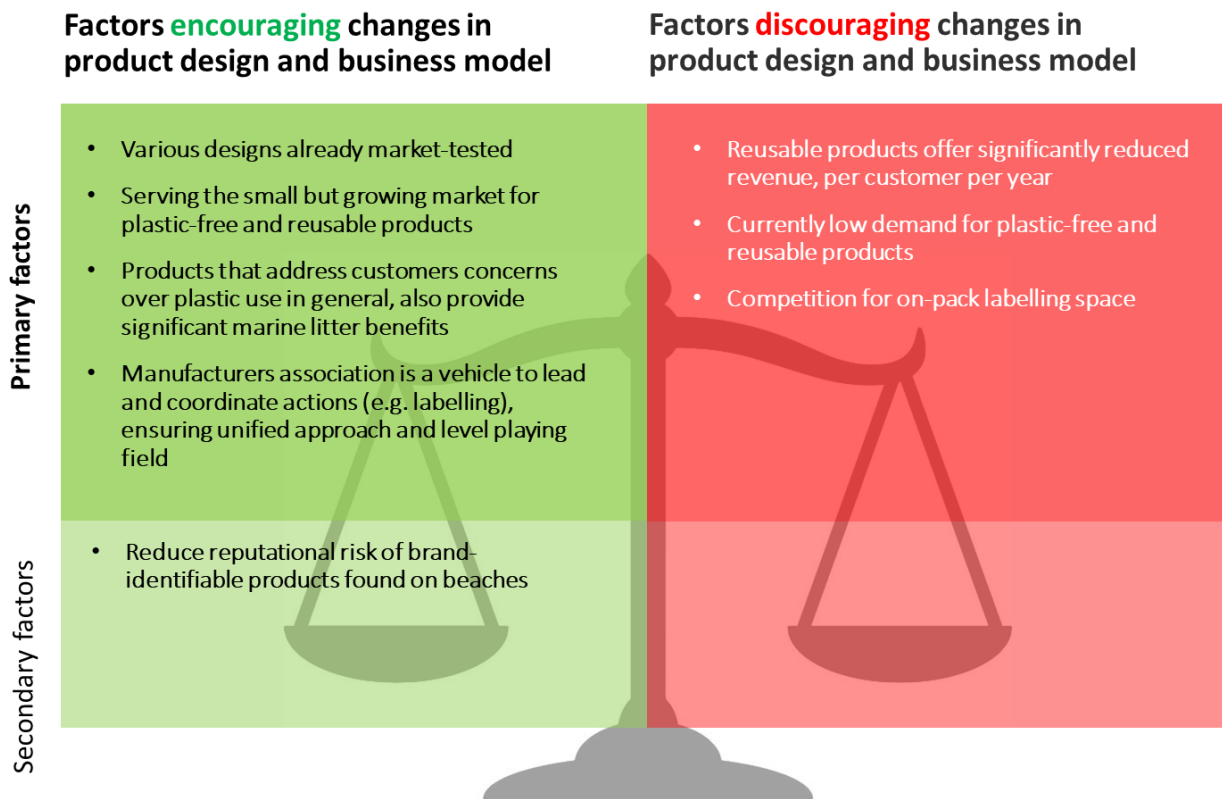 Factors encouraging changes in
product design and business model
Factors discouraging changes in
product design and business model
Primary factors
• Various designs already market-tested
• Serving the small but growing market for
plastic-free and reusable products
• Products that address customers concerns
over plastic use in general, also provide
significant marine litter benefits
• Manufacturers association is a vehicle to lead
and coordinate actions (e.g. labelling),
ensuring unified approach and level playing
field
• Reusable products offer significantly reduced
revenue, per customer per year
• Currently low demand for plastic-free and
reusable products
• Competition for on-pack labelling space
Secondary factors
• Reduce reputational risk of brand-
identifiable products found on beaches